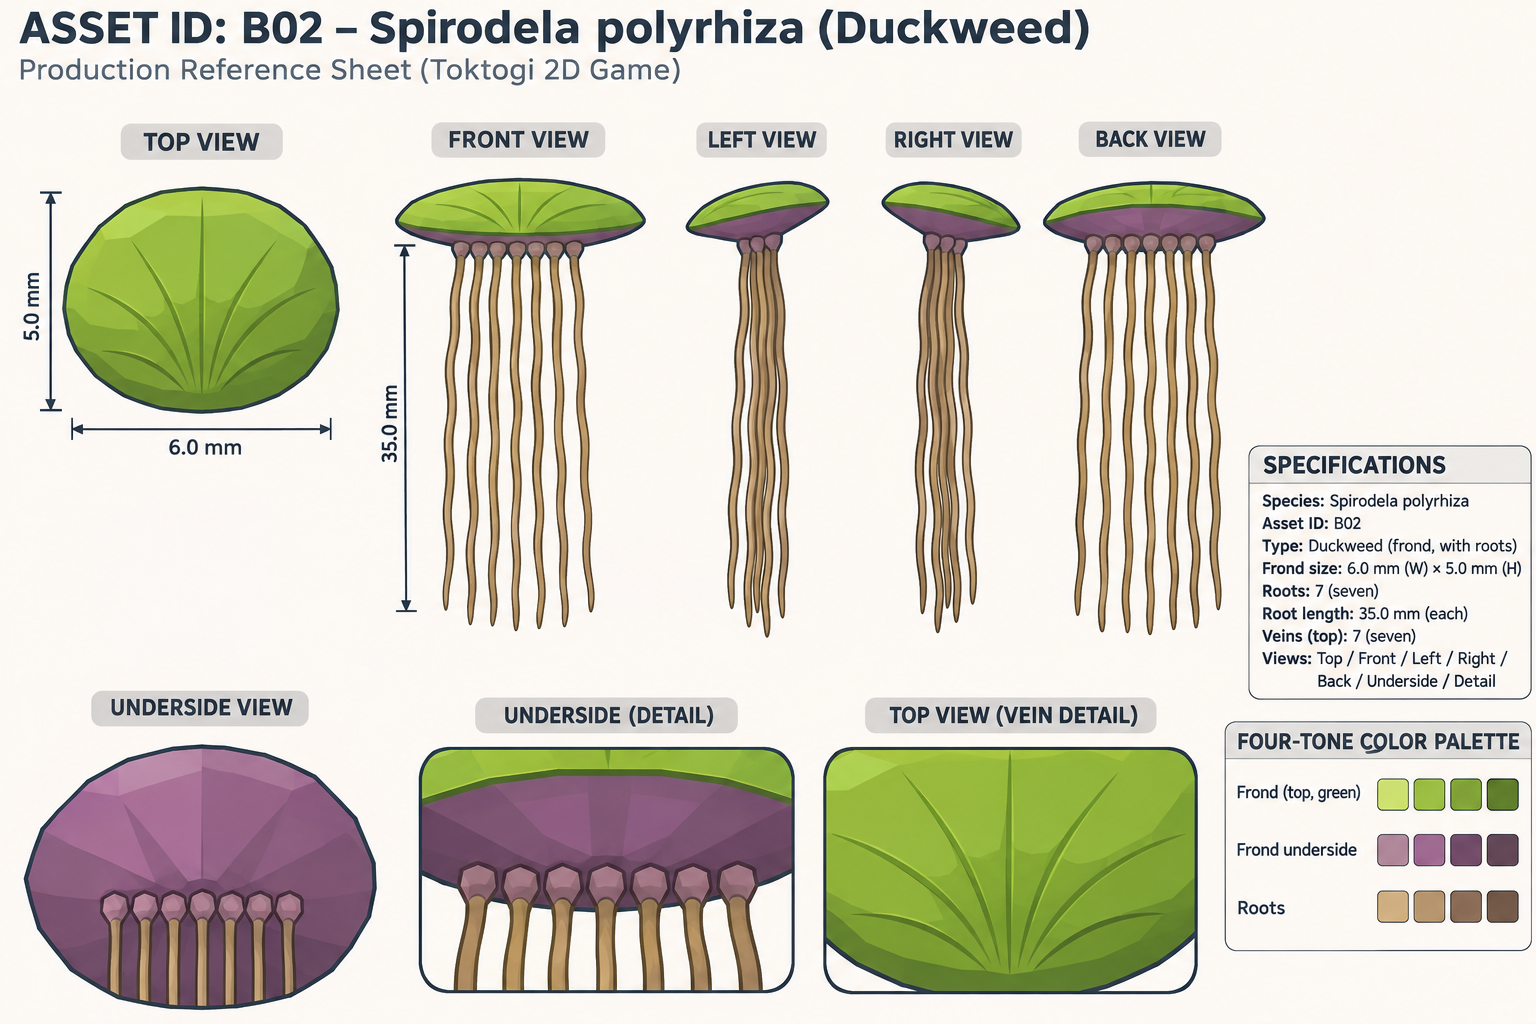 ASSET ID: B02 – Spirodela polyrhiza (Duckweed)
Production Reference Sheet (Toktogi 2D Game)
TOP VIEW
FRONT VIEW
LEFT VIEW
RIGHT VIEW
BACK VIEW
5.0 mm
6.0 mm
35.0 mm
SPECIFICATIONS
Species: Spirodela polyrhiza
Asset ID: B02
Type: Duckweed (frond, with roots)
Frond size: 6.0 mm (W) × 5.0 mm (H)
Roots: 7 (seven)
Root length: 35.0 mm (each)
Veins (top): 7 (seven)
Views: Top / Front / Left / Right /
Back / Underside / Detail
UNDERSIDE VIEW
UNDERSIDE (DETAIL)
TOP VIEW (VEIN DETAIL)
FOUR-TONE COLOR PALETTE
Frond (top, green)
Frond underside
Roots